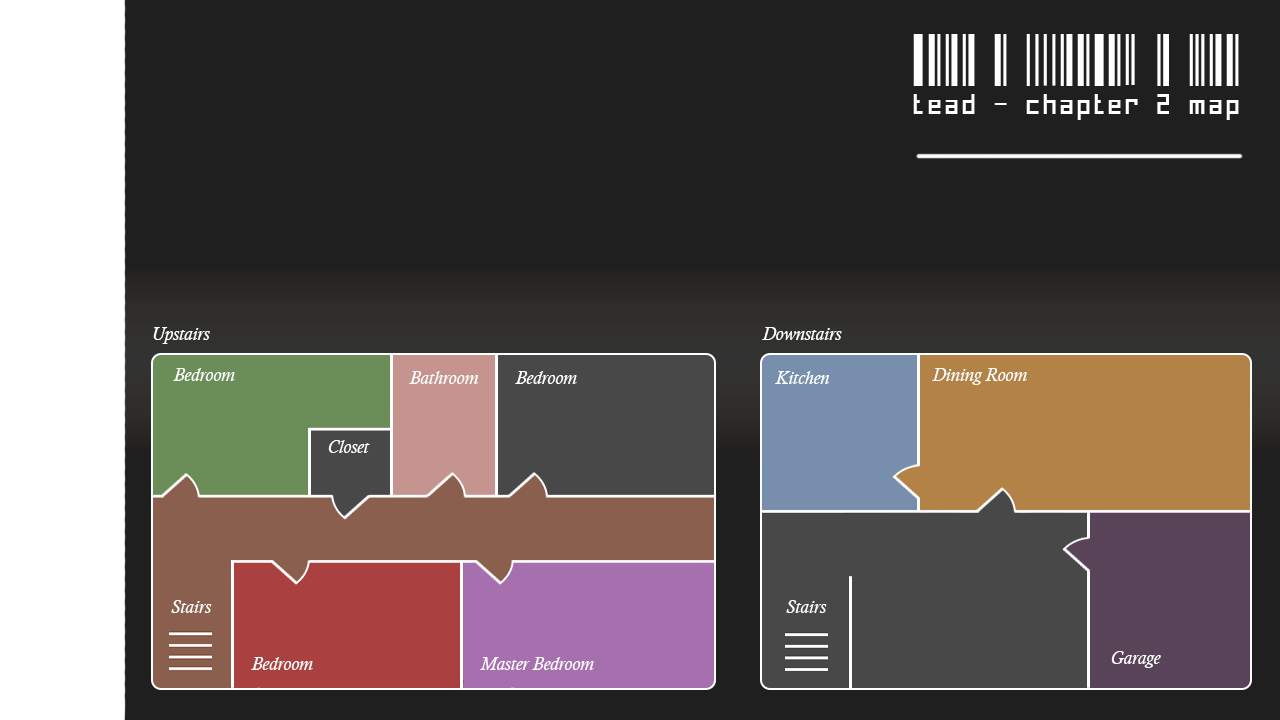 tead - chapter 2 map
Upstairs
Downstairs
Bedroom
Bathroom
Bedroom
Kitchen
Dining Room
Closet
Stairs
Stairs
Bedroom
Master Bedroom
Garage